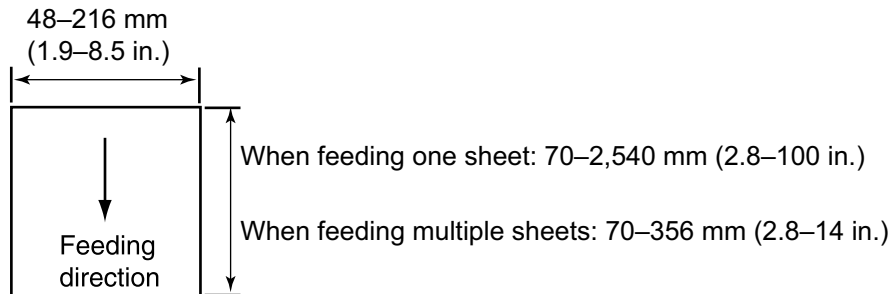 48–216 mm
(1.9–8.5 in.)
When feeding one sheet: 70–2,540 mm (2.8–100 in.)
When feeding multiple sheets: 70–356 mm (2.8–14 in.)
Feeding
direction